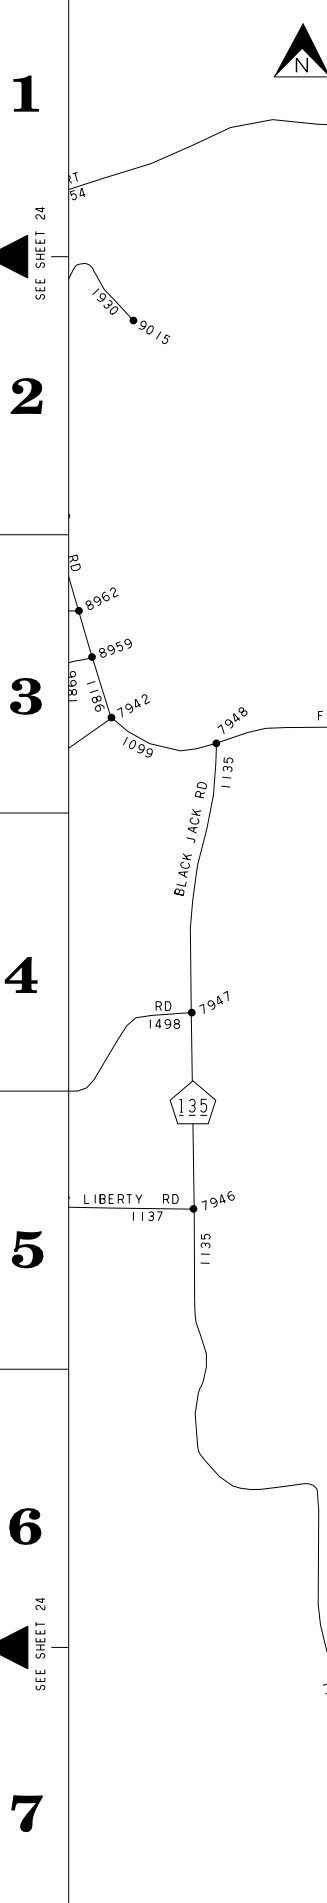 N
1
RT
54
SEE SHEET 24
1930
9015
2
RD
8962
8959
1866
1186
7942
3
1099
7948
F
1135
BLACK JACK RD
4
RD
1498
7947
135
LIBERTY RD
1137
7946
1135
5
6
SEE SHEET 24
7